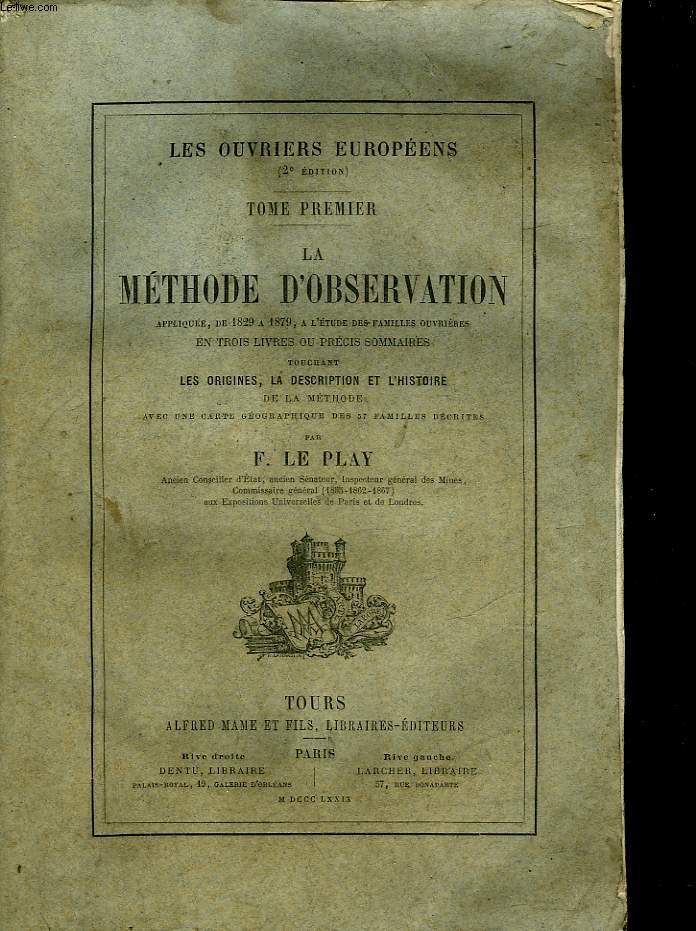 Le-livre.com
LES OUVRIERS EUROPÉENS
(2e ÉDITION)
TOME PREMIER
LA
MÉTHODE D'OBSERVATION
APPLIQUÉE, DE 1829 A 1879, A L'ÉTUDE DES FAMILLES OUVRIÈRES
EN TROIS LIVRES OU PRÉCIS SOMMAIRES
TOUCHANT
LES ORIGINES, LA DESCRIPTION ET L'HISTOIRE
DE LA MÉTHODE
AVEC UNE CARTE GÉOGRAPHIQUE DES 57 FAMILLES DÉCRITES
PAR
F. LE PLAY
Ancien Conseiller d'État, ancien Sénateur, Inspecteur général des Mines,
Commissaire général (1855-1862-1867)
aux Expositions Universelles de Paris et de Londres.
TOURS
ALFRED MAME ET FILS, LIBRAIRES-ÉDITEURS
PARIS
Rive droite
DENTU, LIBRAIRE
PALAIS-ROYAL, 19, GALERIE D'ORLÉANS
Rive gauche
LARCHER, LIBRAIRE
57, RUE BONAPARTE
M DCCC LXXIX